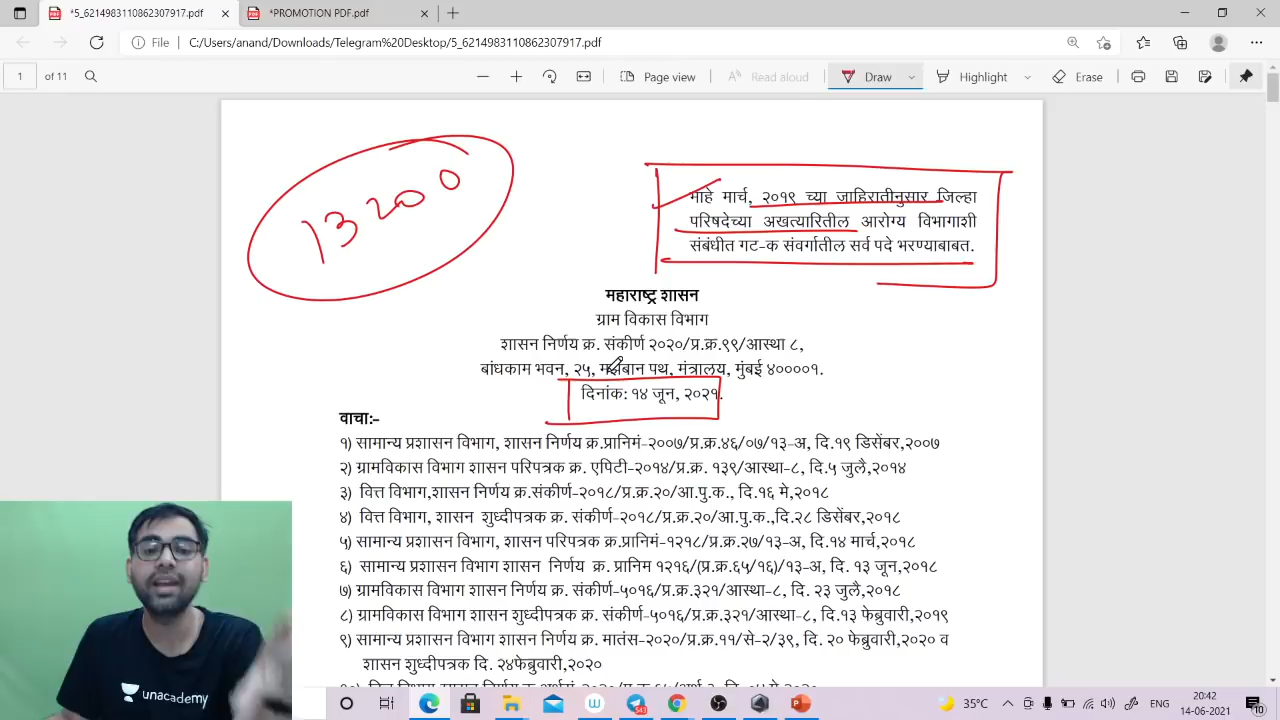 *5_6214983110862307917.pdf
*PROMOTION PDF.pdf
File
C:/Users/anand/Downloads/Telegram%20Desktop/5_6214983110862307917.pdf
1 of 11
Page view
Read aloud
Draw
Highlight
Erase
13200
माहे मार्च, २०१९ च्या जाहिरातीनुसार जिल्हा
परिषदेच्या अखत्यारितील आरोग्य विभागाशी
संबंधीत गट-क संवर्गातील सर्व पदे भरण्याबाबत.
महाराष्ट्र शासन
ग्राम विकास विभाग
शासन निर्णय क्र. संकीर्ण २०२०/प्र.क्र.९९/आस्था ८,
बांधकाम भवन, २५, मर्झबान पथ, मंत्रालय, मुंबई ४००००१.
दिनांक: १४ जून, २०२१.
वाचा:-
१) सामान्य प्रशासन विभाग, शासन निर्णय क्र.प्रानिमं-२००७/प्र.क्र.४६/०७/१३-अ, दि.१९ डिसेंबर,२००७
२) ग्रामविकास विभाग शासन परिपत्रक क्र. एपिटी-२०१४/प्र.क्र. १३९/आस्था-८, दि.५ जुलै,२०१४
३) वित्त विभाग,शासन निर्णय क्र.संकीर्ण-२०१८/प्र.क्र.२०/आ.पु.क., दि.१६ मे,२०१८
४) वित्त विभाग, शासन शुध्दीपत्रक क्र. संकीर्ण-२०१८/प्र.क्र.२०/आ.पु.क.,दि.२८ डिसेंबर,२०१८
५) सामान्य प्रशासन विभाग, शासन परिपत्रक क्र.प्रानिमं-१२१८/प्र.क्र.२७/१३-अ, दि.१४ मार्च,२०१८
६) सामान्य प्रशासन विभाग शासन निर्णय क्र. प्रानिम १२१६/(प्र.क्र.६५/१६)/१३-अ, दि. १३ जून,२०१८
७) ग्रामविकास विभाग शासन निर्णय क्र. संकीर्ण-५०१६/प्र.क्र.३२१/आस्था-८, दि. २३ जुलै,२०१८
८) ग्रामविकास विभाग शासन शुध्दीपत्रक क्र. संकीर्ण-५०१६/प्र.क्र.३२१/आस्था-८, दि.१३ फेब्रुवारी,२०१९
९) सामान्य प्रशासन विभाग शासन निर्णय क्र. मातंस-२०२०/प्र.क्र.११/से-२/३९, दि. २० फेब्रुवारी,२०२० व
शासन शुध्दीपत्रक दि. २४फेब्रुवारी,२०२०
unacademy
35°C
ENG
20:42
14-06-2021